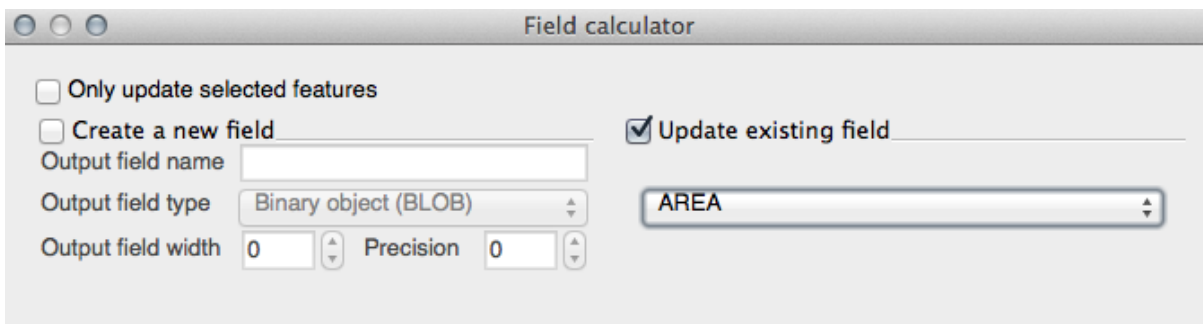 Field calculator
Only update selected features
Create a new field
Update existing field
Output field name
Output field type Binary object (BLOB)
AREA
Output field width 0 Precision 0